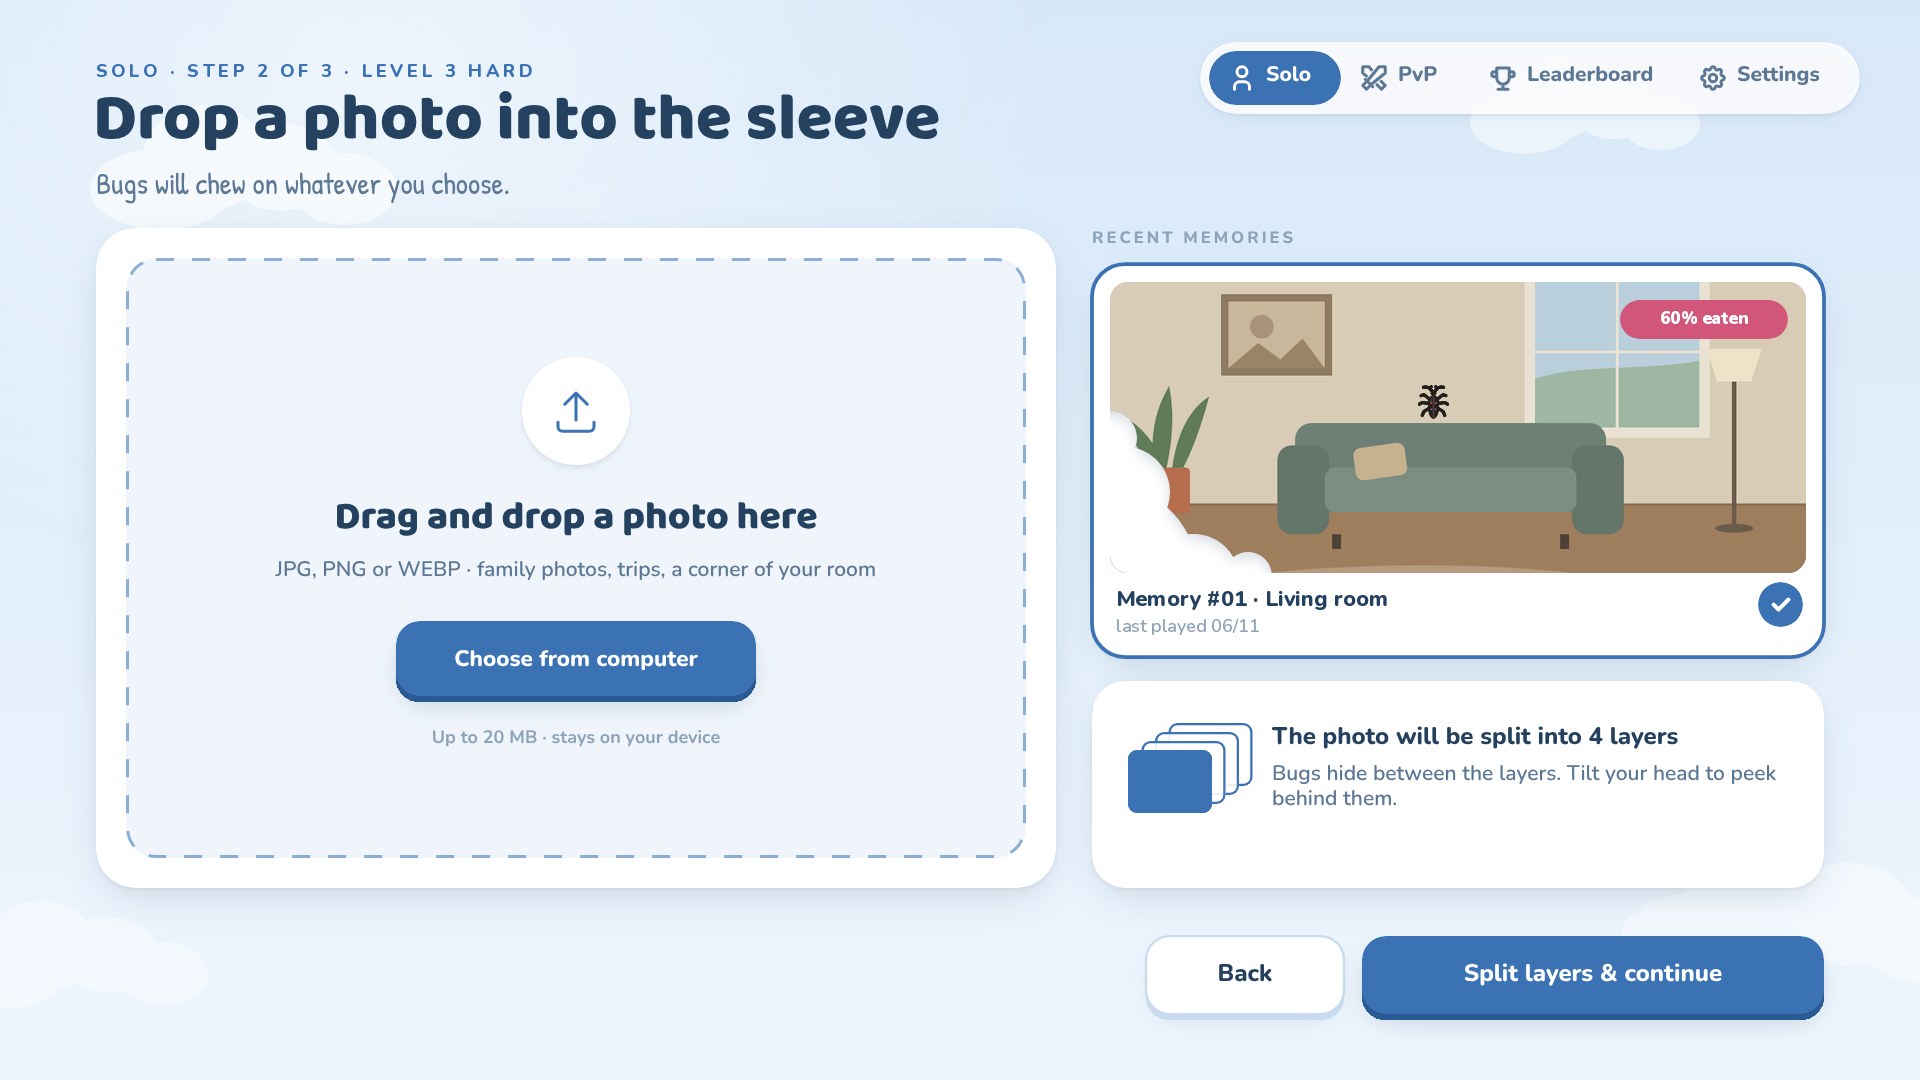 SOLO · STEP 2 OF 3 · LEVEL 3 HARD
Drop a photo into the sleeve
Bugs will chew on whatever you choose.
Solo
PvP
Leaderboard
Settings
Drag and drop a photo here
JPG, PNG or WEBP · family photos, trips, a corner of your room
Choose from computer
Up to 20 MB · stays on your device
RECENT MEMORIES
60% eaten
Memory #01 · Living room
last played 06/11
The photo will be split into 4 layers
Bugs hide between the layers. Tilt your head to peek
behind them.
Back
Split layers & continue